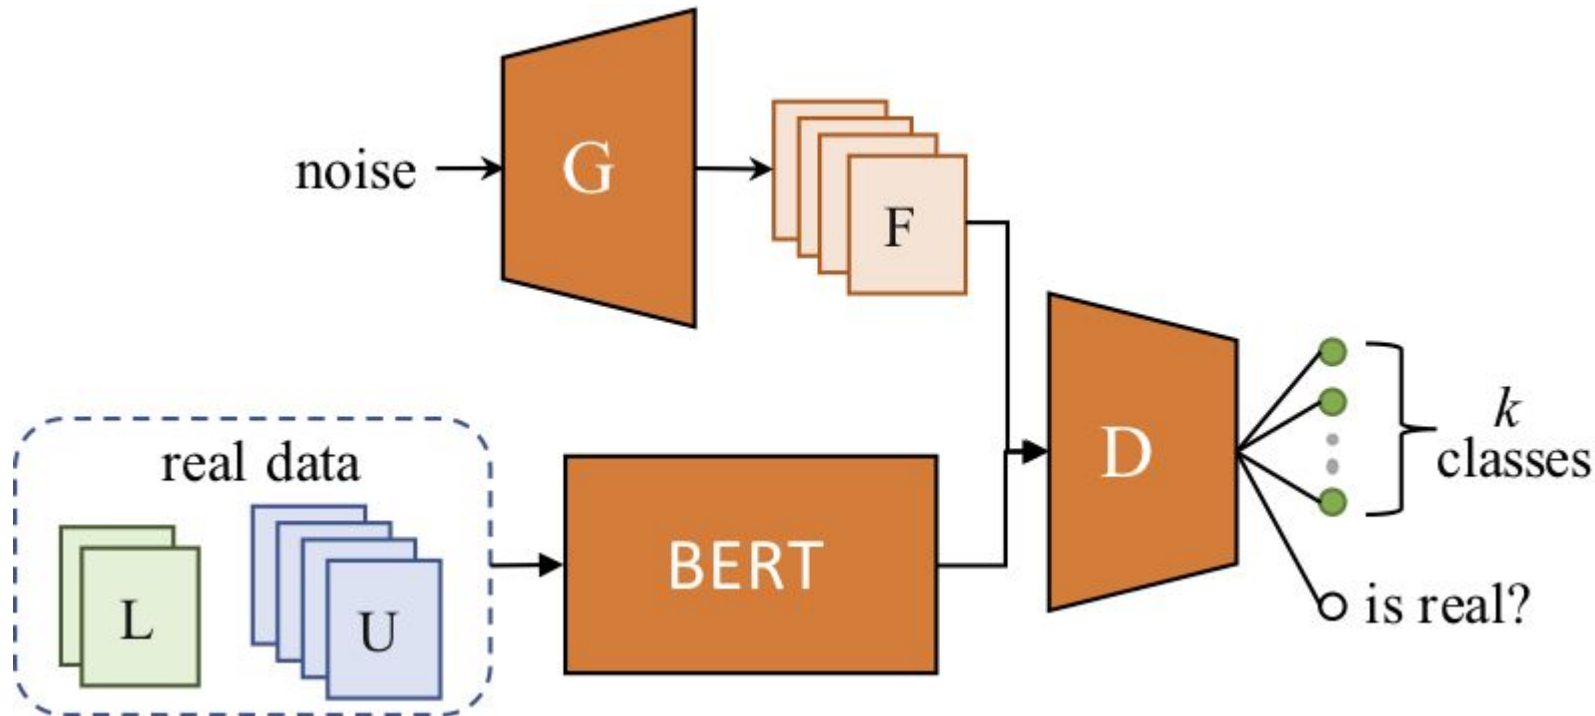 noise
G
F
real data
L
U
BERT
D
k
classes
is real?